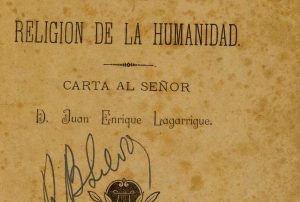 RELIGION DE LA HUMANIDAD.
CARTA AL SEÑOR
D. Juan Enrique Lagarrigue.